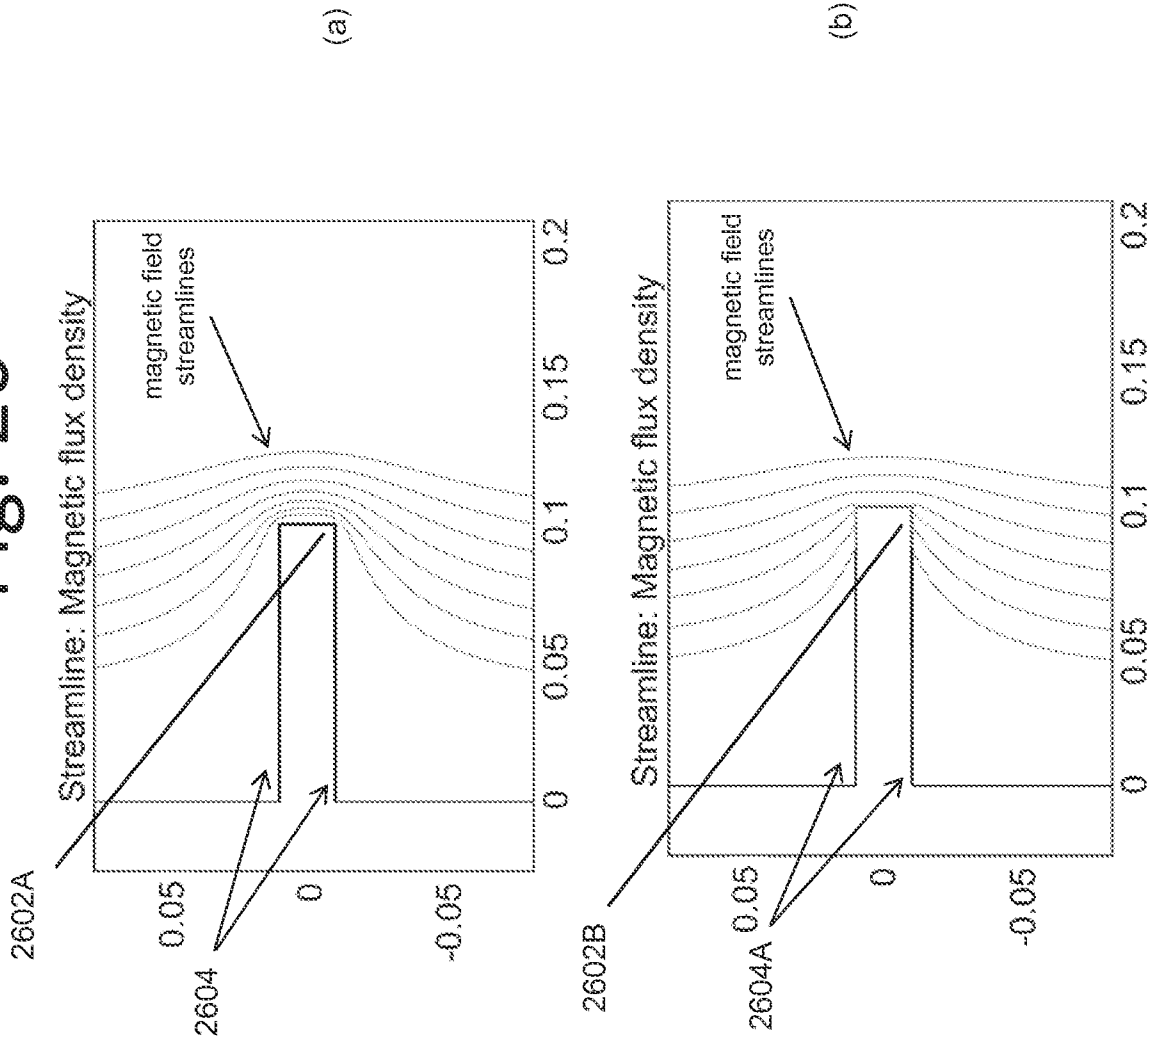 2602A
Streamline: Magnetic flux density
magnetic field
streamlines
2604
0.05
0
-0.05
0
0.05
0.1
0.15
0.2
(a)
2602B
Streamline: Magnetic flux density
magnetic field
streamlines
2604A
0.05
0
-0.05
0
0.05
0.1
0.15
0.2
(b)